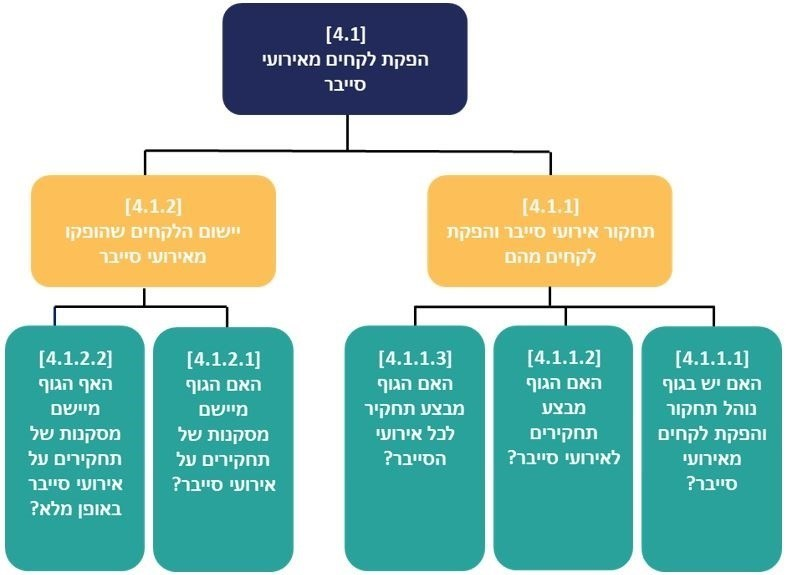 [4.1]
הפקת לקחים מאירועי
סייבר
[4.1.1]
תחקור אירועי סייבר והפקת
לקחים מהם
[4.1.2]
יישום הלקחים שהופקו
מאירועי סייבר
[4.1.1.1]
האם יש בגוף
נוהל תחקור
והפקת לקחים
מאירועי
סייבר?
[4.1.1.2]
האם הגוף
מבצע
תחקירים
לאירועי סייבר?
[4.1.1.3]
האם הגוף
מבצע תחקיר
לכל אירועי
הסייבר?
[4.1.2.1]
האם הגוף
מיישם
מסקנות של
תחקירים על
אירועי סייבר?
[4.1.2.2]
האף הגוף
מיישם
מסקנות של
תחקירים על
אירועי סייבר
באופן מלא?